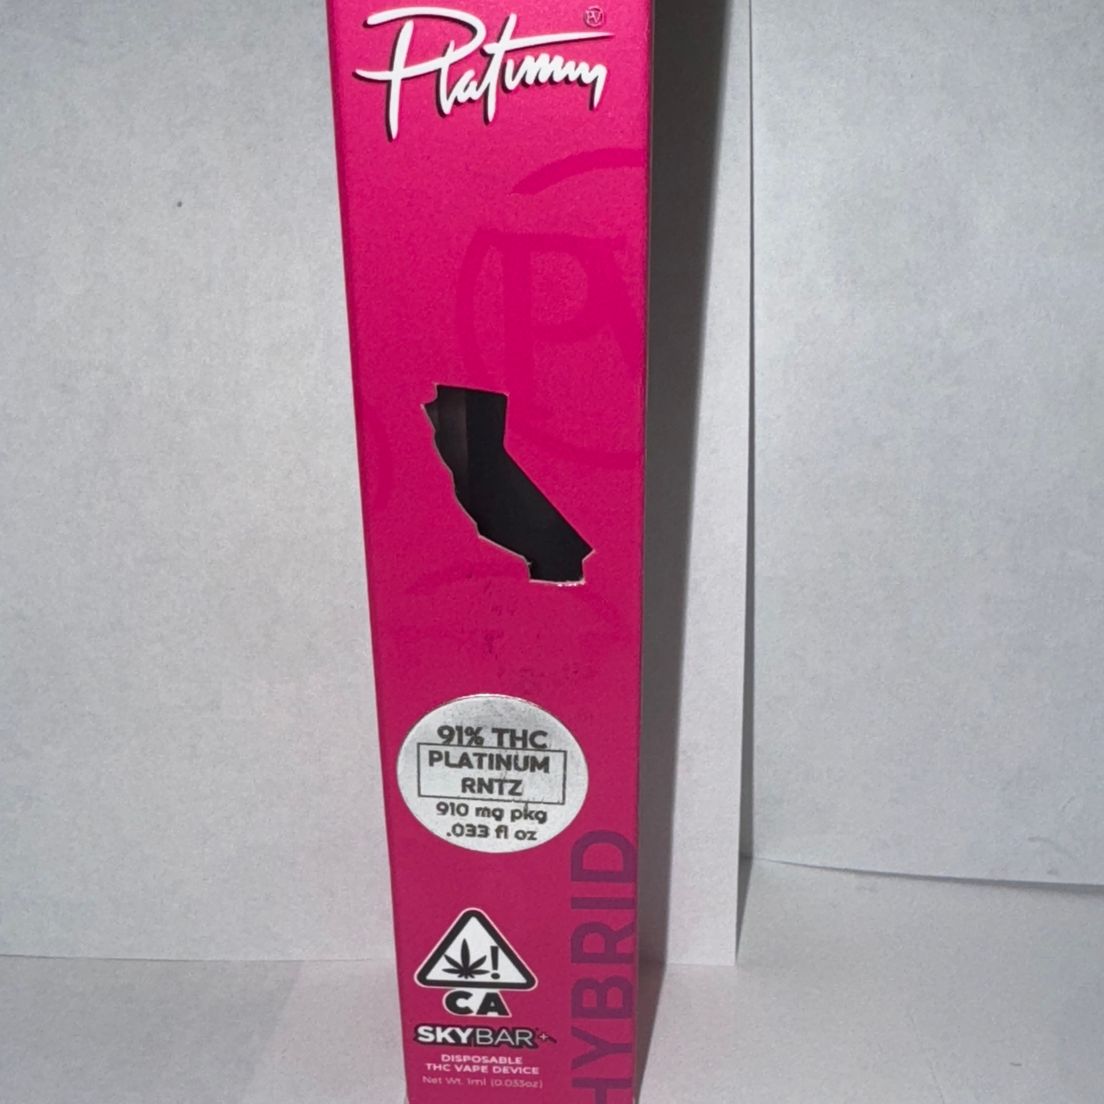 Platinum
PV
91% THC
PLATINUM
RNTZ
910 mg pkg
.033 fl oz
HYBRID
CA
SKYBAR+
DISPOSABLE
THC VAPE DEVICE
Net Wt. 1ml (0.033oz)